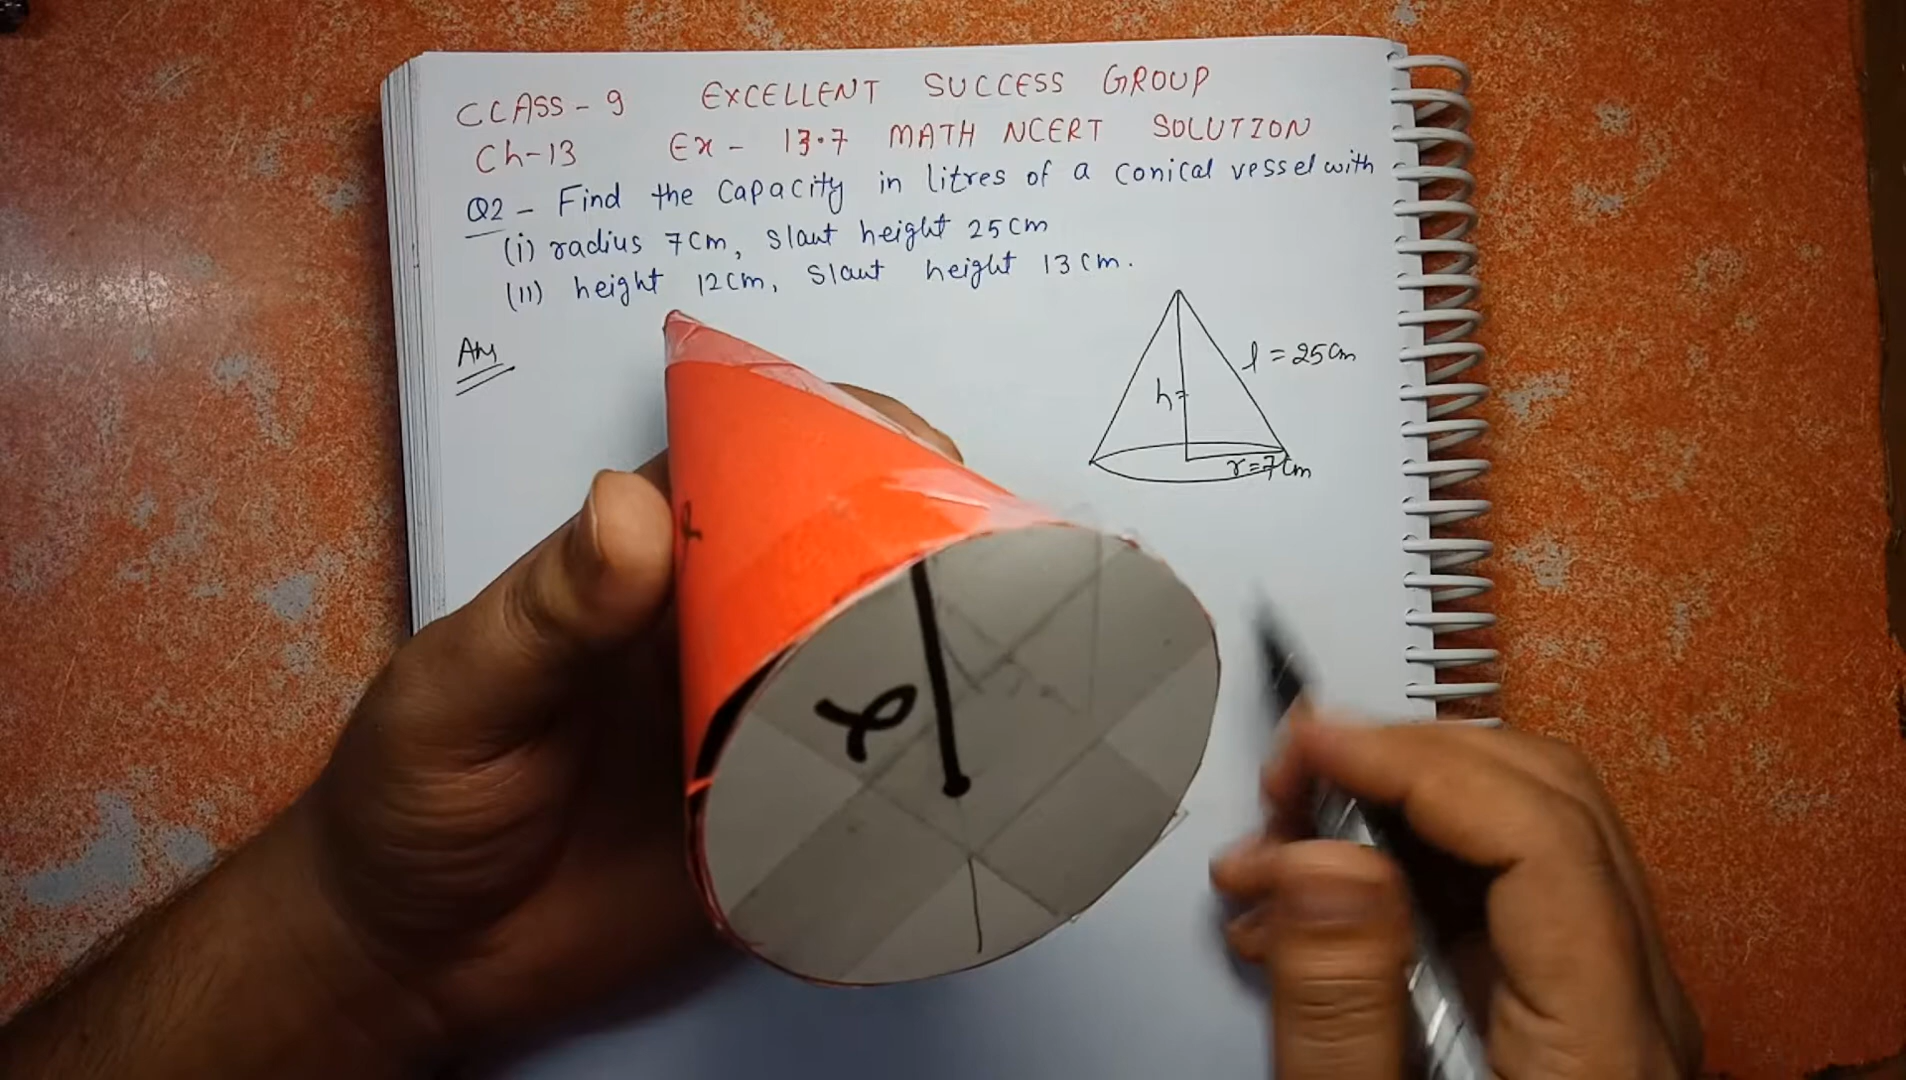 CLASS - 9 EXCELLENT SUCCESS GROUP
Ch-13 Ex - 13.7 MATH NCERT SOLUTION
Q2 - Find the capacity in litres of a conical vessel with
(i) radius 7cm, slant height 25cm
(ii) height 12cm, slant height 13cm.
Ans
l = 25cm
h=
r=7cm
l
r